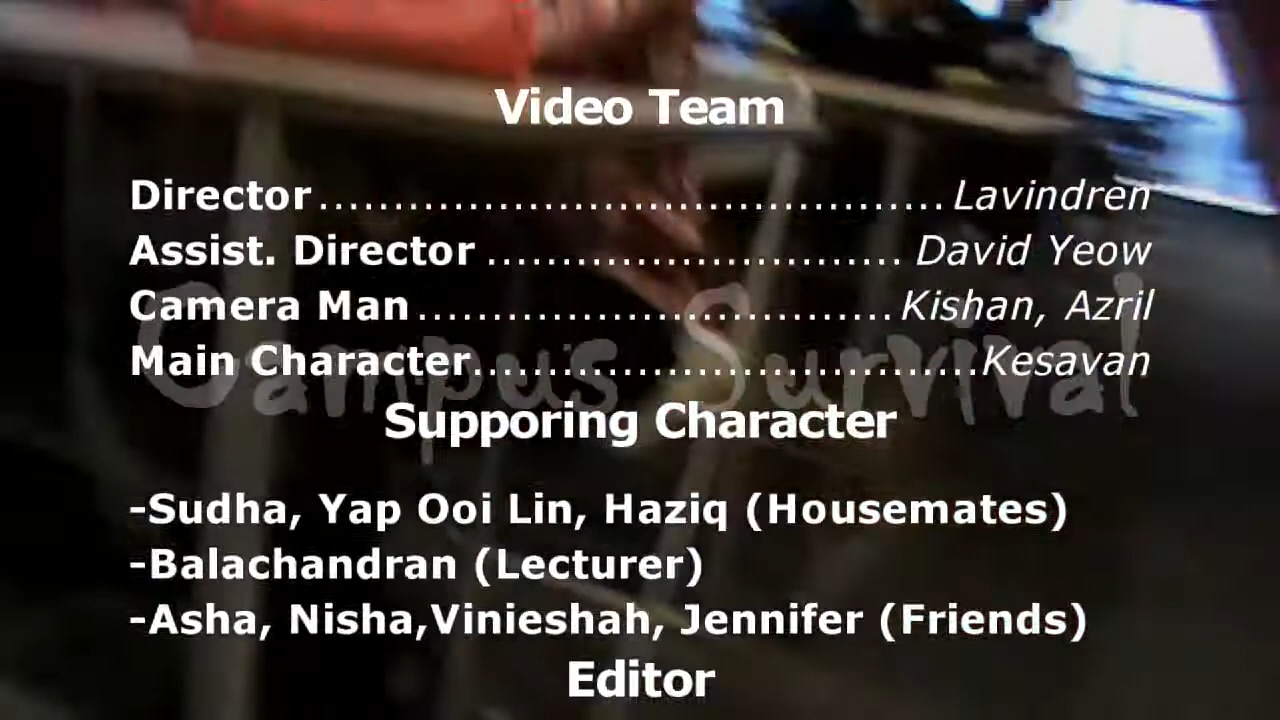 Video Team
Director.........................................Lavindren
Assist. Director ........................... David Yeow
Camera Man...............................Kishan, Azril
Campus Survival
Main Character.................................Kesavan
Supporing Character
-Sudha, Yap Ooi Lin, Haziq (Housemates)
-Balachandran (Lecturer)
-Asha, Nisha,Vinieshah, Jennifer (Friends)
Editor